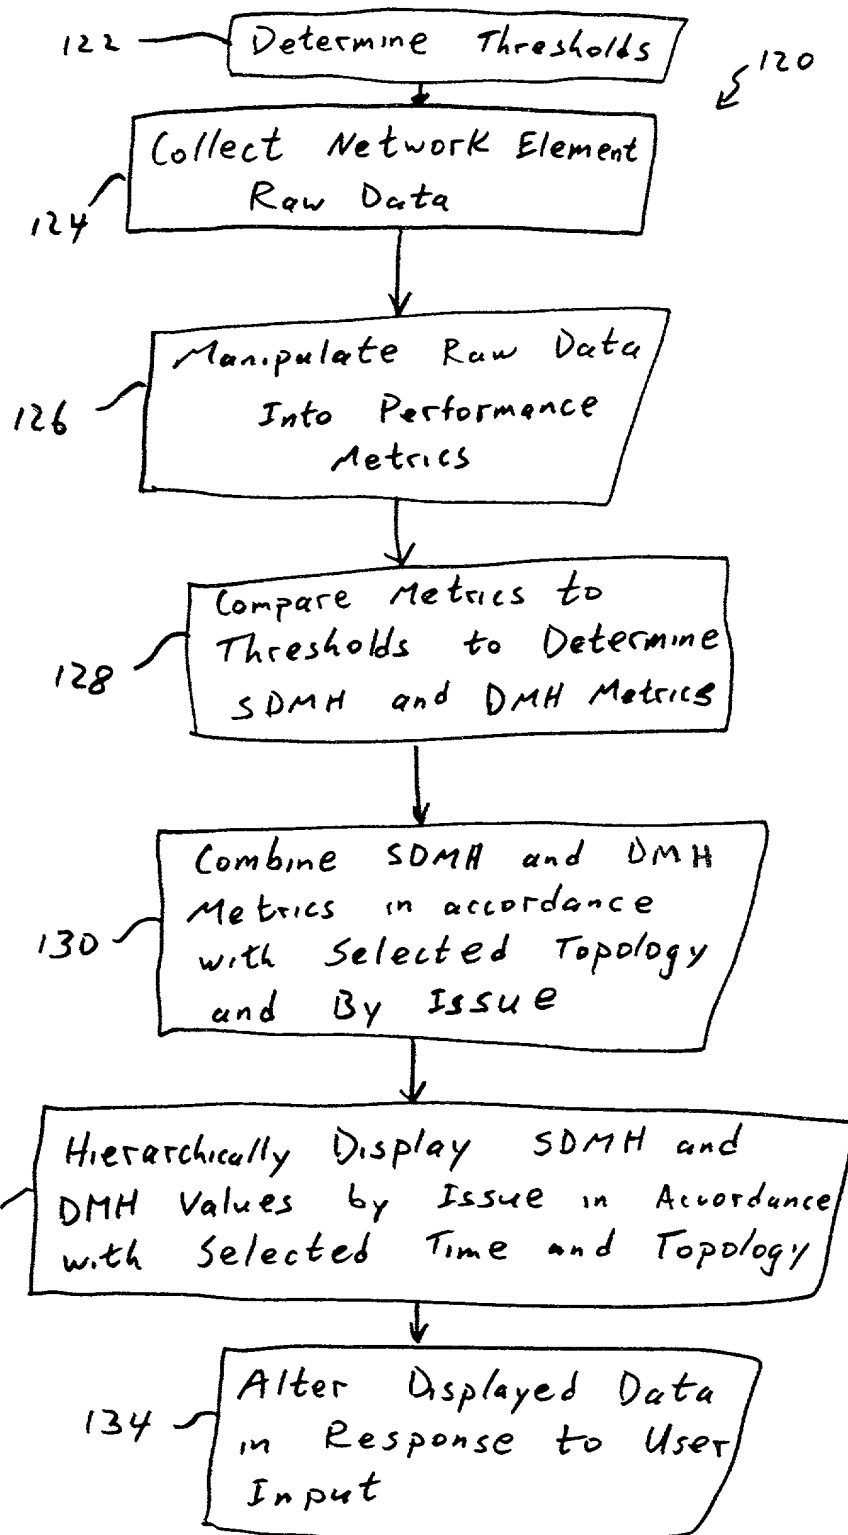 122
Determine Thresholds
120
Collect Network Element
Raw Data
124
Manipulate Raw Data
Into Performance
Metrics
126
Compare Metrics to
Thresholds to Determine
SDMH and DMH Metrics
128
Combine SDMH and DMH
Metrics in accordance
with Selected Topology
and By Issue
130
Hierarchically Display SDMH and
DMH Values by Issue in Accordance
with Selected Time and Topology
Alter Displayed Data
in Response to User
Input
134